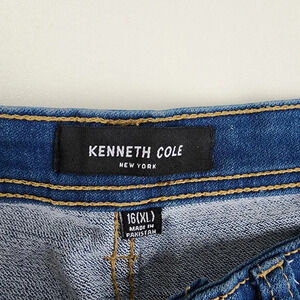 KENNETH COLE
NEW YORK
16(XL)
MADE IN
PAKISTAN